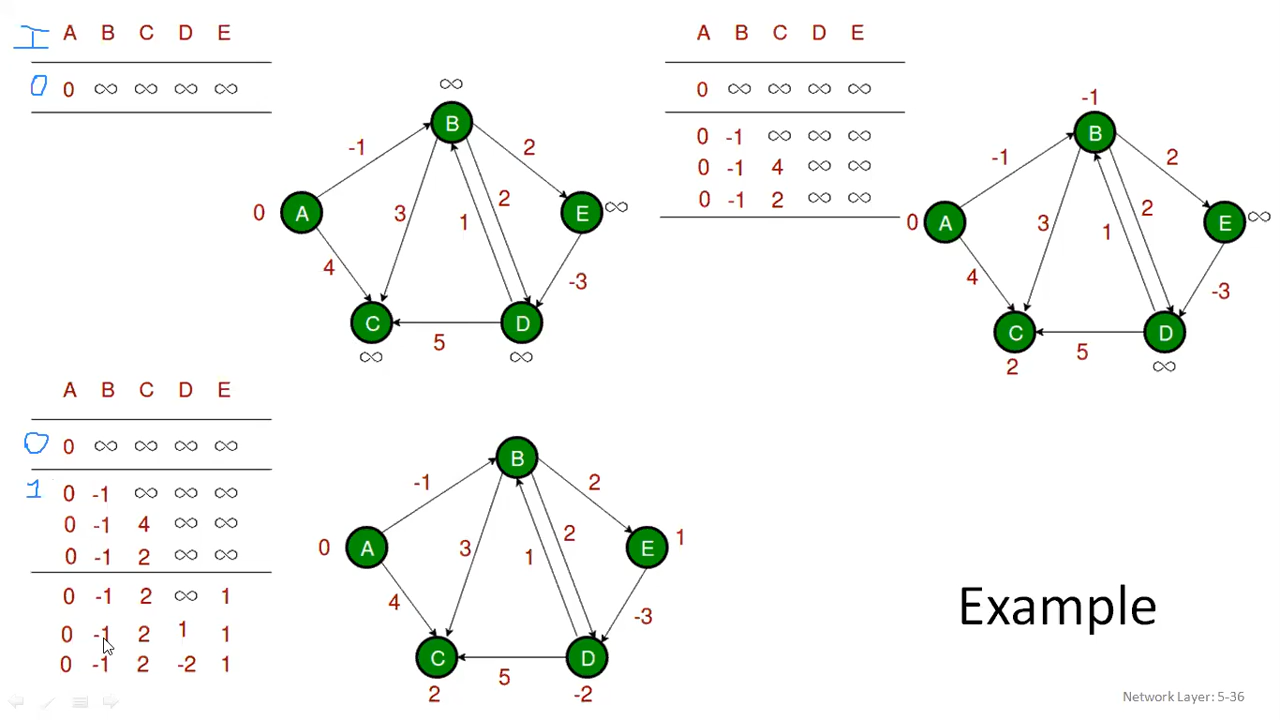 I A B C D E
0 0 ∞ ∞ ∞ ∞
∞
B
-1
2
3
1
2
0
A
E
∞
4
-3
C
D
5
∞
∞
A B C D E
0 ∞ ∞ ∞ ∞
0 -1 ∞ ∞ ∞
0 -1 4 ∞ ∞
0 -1 2 ∞ ∞
-1
B
-1
2
3
1
2
0
A
E
∞
4
-3
C
D
5
2
∞
A B C D E
0 0 ∞ ∞ ∞ ∞
1 0 -1 ∞ ∞ ∞
0 -1 4 ∞ ∞
0 -1 2 ∞ ∞
0 -1 2 ∞ 1
0 -1 2 1 1
0 -1 2 -2 1
B
-1
2
3
1
2
0
A
E
1
4
-3
C
D
5
2
-2
Example
Network Layer: 5-36